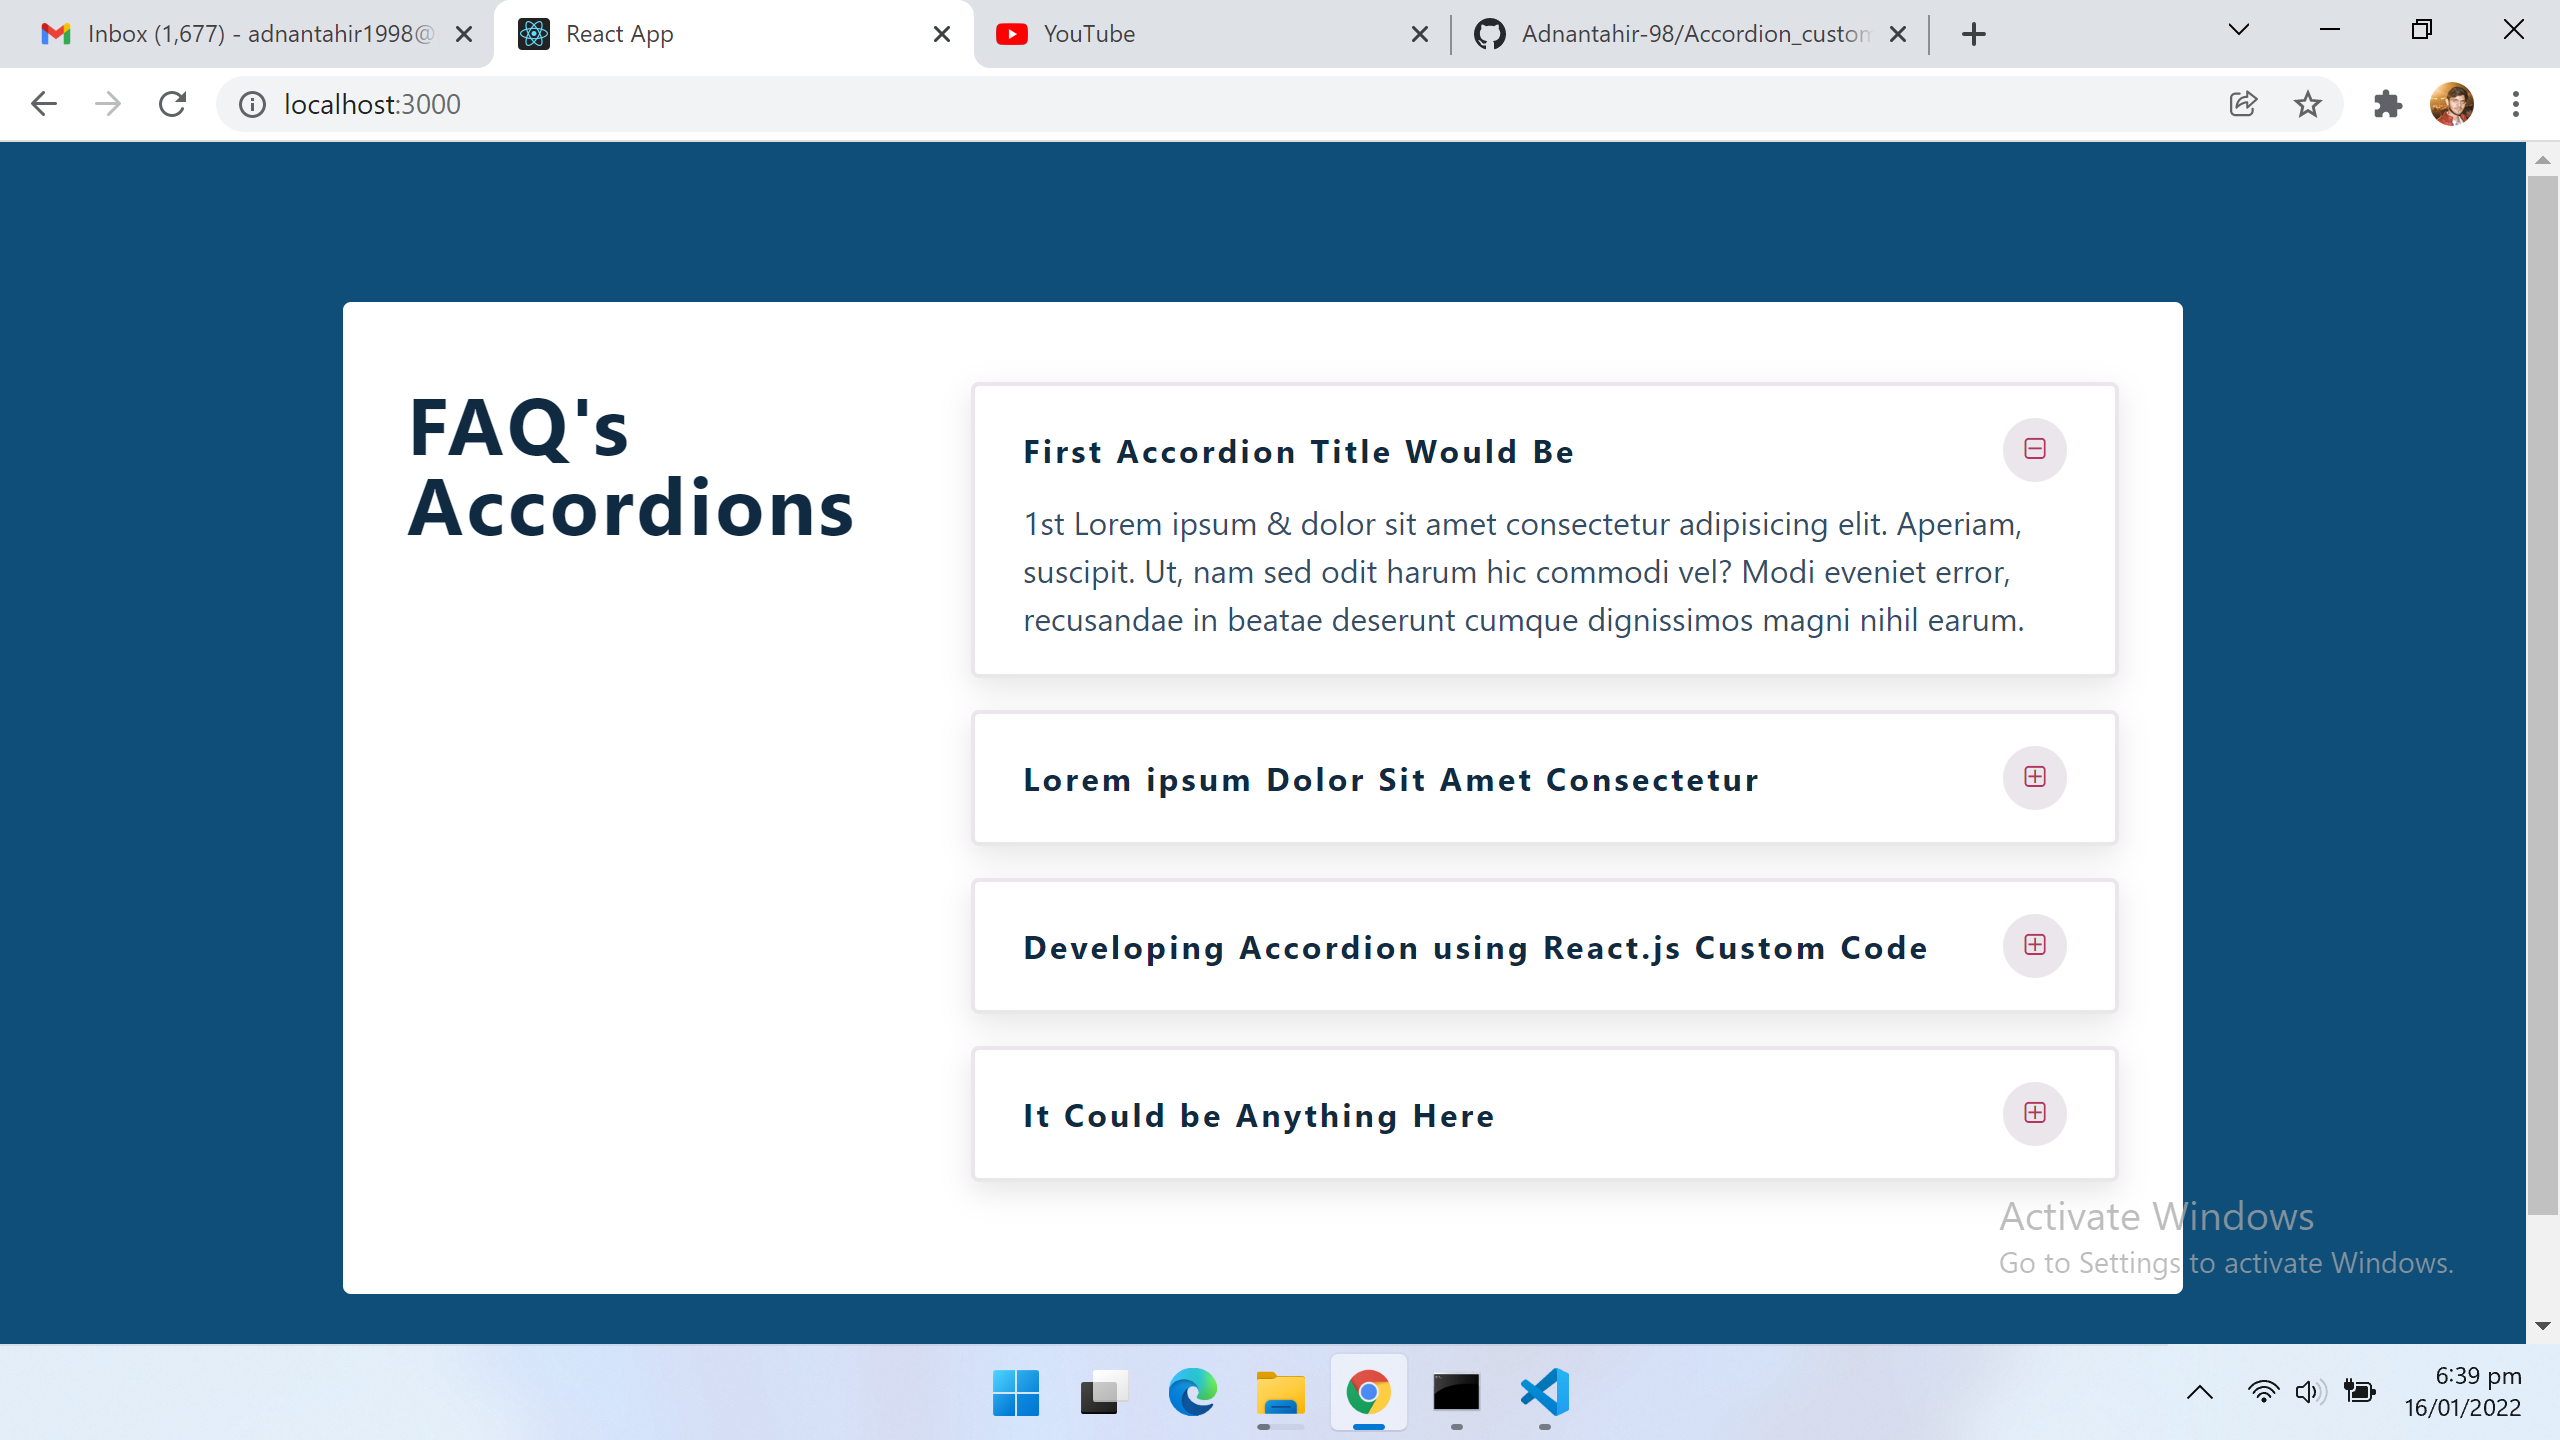 Inbox (1,677) - adnantahir1998@
React App
YouTube
Adnantahir-98/Accordion_custom
localhost:3000
FAQ's
Accordions
First Accordion Title Would Be
1st Lorem ipsum & dolor sit amet consectetur adipisicing elit. Aperiam,
suscipit. Ut, nam sed odit harum hic commodi vel? Modi eveniet error,
recusandae in beatae deserunt cumque dignissimos magni nihil earum.
Lorem ipsum Dolor Sit Amet Consectetur
Developing Accordion using React.js Custom Code
It Could be Anything Here
Activate Windows
Go to Settings to activate Windows.
6:39 pm
16/01/2022